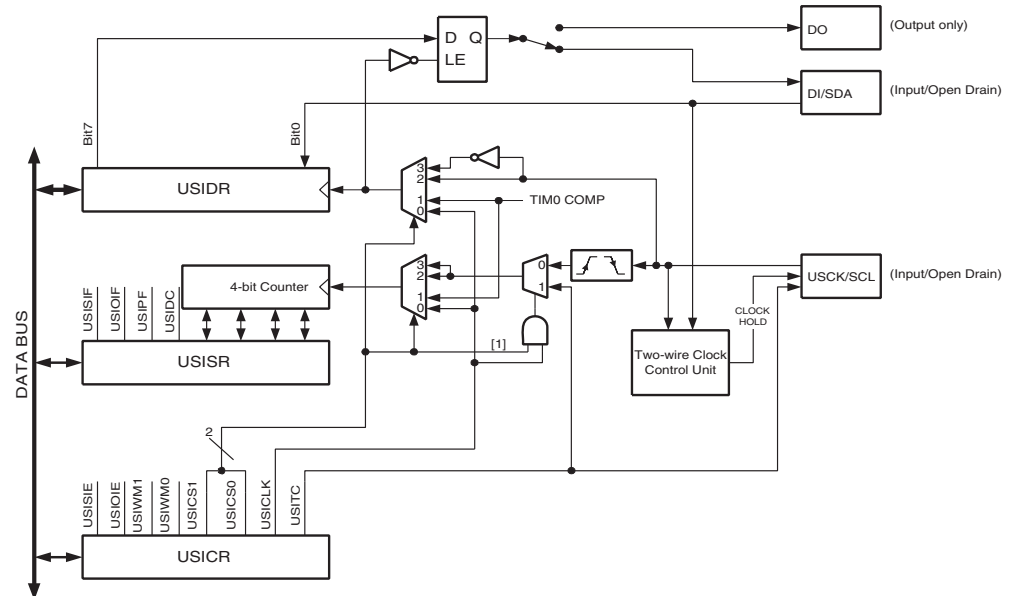 D Q
LE
DO
(Output only)
DI/SDA
(Input/Open Drain)
Bit7
Bit0
USIDR
3
2
1
0
TIM0 COMP
DATA BUS
4-bit Counter
USISIF
USIOIF
USIPF
USIDC
USISR
3
2
1
0
0
1
[1]
USCK/SCL
(Input/Open Drain)
CLOCK
HOLD
Two-wire Clock
Control Unit
2
USISIE
USIOIE
USIWM1
USIWM0
USICS1
USICS0
USICLK
USITC
USICR